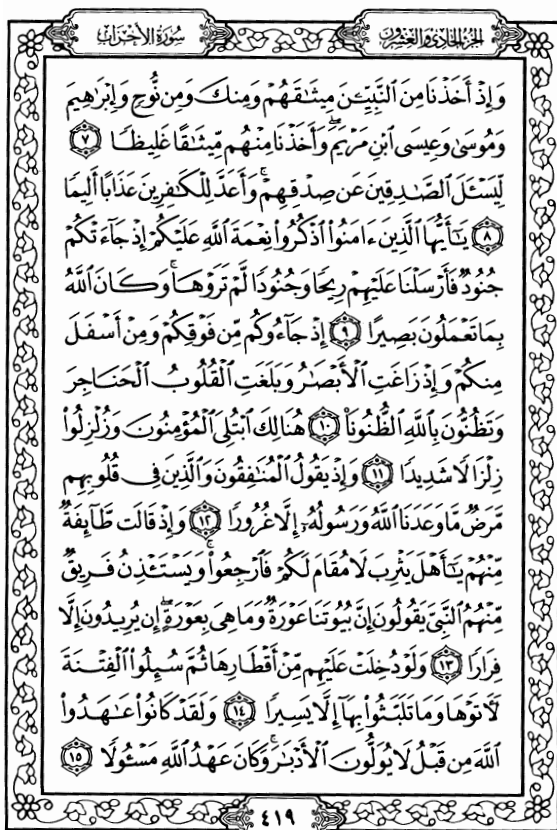 الجزء الحادي والعشرون
سورة الأحزاب
وَإِذْ أَخَذْنَا مِنَ ٱلنَّبِيِّـۧنَ مِيثَـٰقَهُمْ وَمِنكَ وَمِن نُّوحٍ وَإِبْرَٰهِيمَ
وَمُوسَىٰ وَعِيسَى ٱبْنِ مَرْيَمَ ۖ وَأَخَذْنَا مِنْهُم مِّيثَـٰقًا غَلِيظًا ٧
لِّيَسْـَٔلَ ٱلصَّـٰدِقِينَ عَن صِدْقِهِمْ ۚ وَأَعَدَّ لِلْكَـٰفِرِينَ عَذَابًا أَلِيمًا
٨ يَـٰٓأَيُّهَا ٱلَّذِينَ ءَامَنُوا۟ ٱذْكُرُوا۟ نِعْمَةَ ٱللَّهِ عَلَيْكُمْ إِذْ جَآءَتْكُمْ
جُنُودٌ فَأَرْسَلْنَا عَلَيْهِمْ رِيحًا وَجُنُودًا لَّمْ تَرَوْهَا ۚ وَكَانَ ٱللَّهُ
بِمَا تَعْمَلُونَ بَصِيرًا ٩ إِذْ جَآءُوكُم مِّن فَوْقِكُمْ وَمِنْ أَسْفَلَ
مِنكُمْ وَإِذْ زَاغَتِ ٱلْأَبْصَـٰرُ وَبَلَغَتِ ٱلْقُلُوبُ ٱلْحَنَاجِرَ
وَتَظُنُّونَ بِٱللَّهِ ٱلظُّنُونَا۠ ١٠ هُنَالِكَ ٱبْتُلِىَ ٱلْمُؤْمِنُونَ وَزُلْزِلُوا۟
زِلْزَالًا شَدِيدًا ١١ وَإِذْ يَقُولُ ٱلْمُنَـٰفِقُونَ وَٱلَّذِينَ فِى قُلُوبِهِم
مَّرَضٌ مَّا وَعَدَنَا ٱللَّهُ وَرَسُولُهُۥٓ إِلَّا غُرُورًا ١٢ وَإِذْ قَالَت طَّآئِفَةٌ
مِّنْهُمْ يَـٰٓأَهْلَ يَثْرِبَ لَا مُقَامَ لَكُمْ فَٱرْجِعُوا۟ ۚ وَيَسْتَـْٔذِنُ فَرِيقٌ
مِّنْهُمُ ٱلنَّبِىَّ يَقُولُونَ إِنَّ بُيُوتَنَا عَوْرَةٌ وَمَا هِىَ بِعَوْرَةٍ ۖ إِن يُرِيدُونَ إِلَّا
فِرَارًا ١٣ وَلَوْ دُخِلَتْ عَلَيْهِم مِّنْ أَقْطَارِهَا ثُمَّ سُئِلُوا۟ ٱلْفِتْنَةَ
لَـَٔاتَوْهَا وَمَا تَلَبَّثُوا۟ بِهَآ إِلَّا يَسِيرًا ١٤ وَلَقَدْ كَانُوا۟ عَـٰهَدُوا۟
ٱللَّهَ مِن قَبْلُ لَا يُوَلُّونَ ٱلْأَدْبَـٰرَ ۚ وَكَانَ عَهْدُ ٱللَّهِ مَسْـُٔولًا ١٥
٤١٩